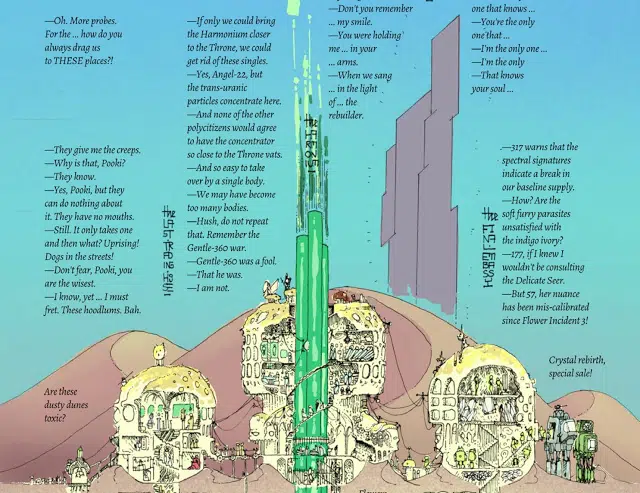 —Oh. More probes.
For the ... how do you
always drag us
to THESE places?!
—They give me the creeps.
—Why is that, Pooki?
—They know.
—Yes, Pooki, but they
can do nothing about
it. They have no mouths.
—Still. It only takes one
and then what? Uprising!
Dogs in the streets!
—Don't fear, Pooki, you
are the wisest.
—I know, yet ... I must
fret. These hoodlums. Bah.
Are these
dusty dunes
toxic?
the LAST TRADING HOUSE
—If only we could bring
the Harmonium closer
to the Throne, we could
get rid of these singles.
—Yes, Angel-22, but
the trans-uranic
particles concentrate here.
—And none of the other
polycitizens would agree
to have the concentrator
so close to the Throne vats.
—And so easy to take
over by a single body.
—We may have become
too many bodies.
—Hush, do not repeat
that. Remember the
Gentle-360 war.
—Gentle-360 was a fool.
—That he was.
—I am not.
the
—Don't you remember
... my smile.
—You were holding
me ... in your
... arms.
—When we sang
... in the light
of ... the
rebuilder.
one that knows ...
—You're the only
one that ...
—I'm the only one ...
—I'm the only
—That knows
your soul ...
the
—317 warns that the
spectral signatures
indicate a break in
our baseline supply.
—How? Are the
soft furry parasites
unsatisfied with
the indigo ivory?
—177, if I knew I
wouldn't be consulting
the Delicate Seer.
—But 57, her nuance
has been mis-calibrated
since Flower Incident 3!
Crystal rebirth,
special sale!